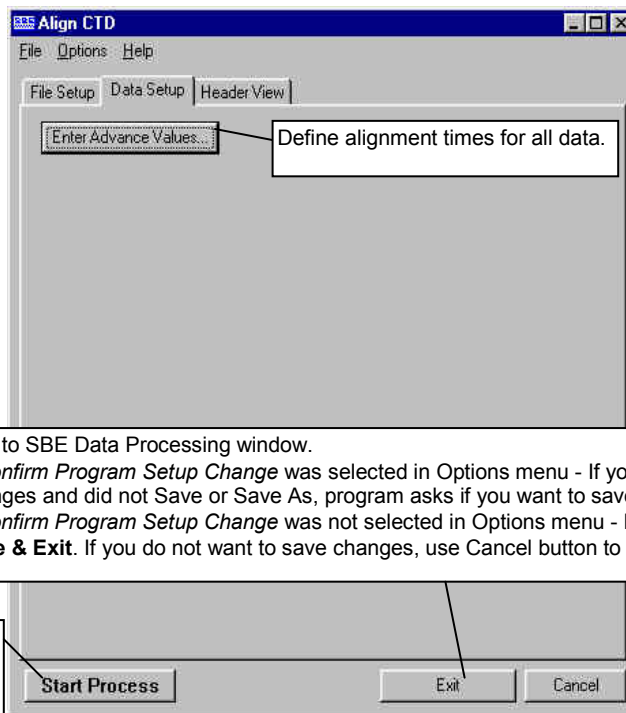 SBE Align CTD
File Options Help
File Setup Data Setup Header View
Enter Advance Values...
Define alignment times for all data.
to SBE Data Processing window.
nfirm Program Setup Change was selected in Options menu - If yo
nges and did not Save or Save As, program asks if you want to save
nfirm Program Setup Change was not selected in Options menu -
e & Exit. If you do not want to save changes, use Cancel button to
Start Process Exit Cancel